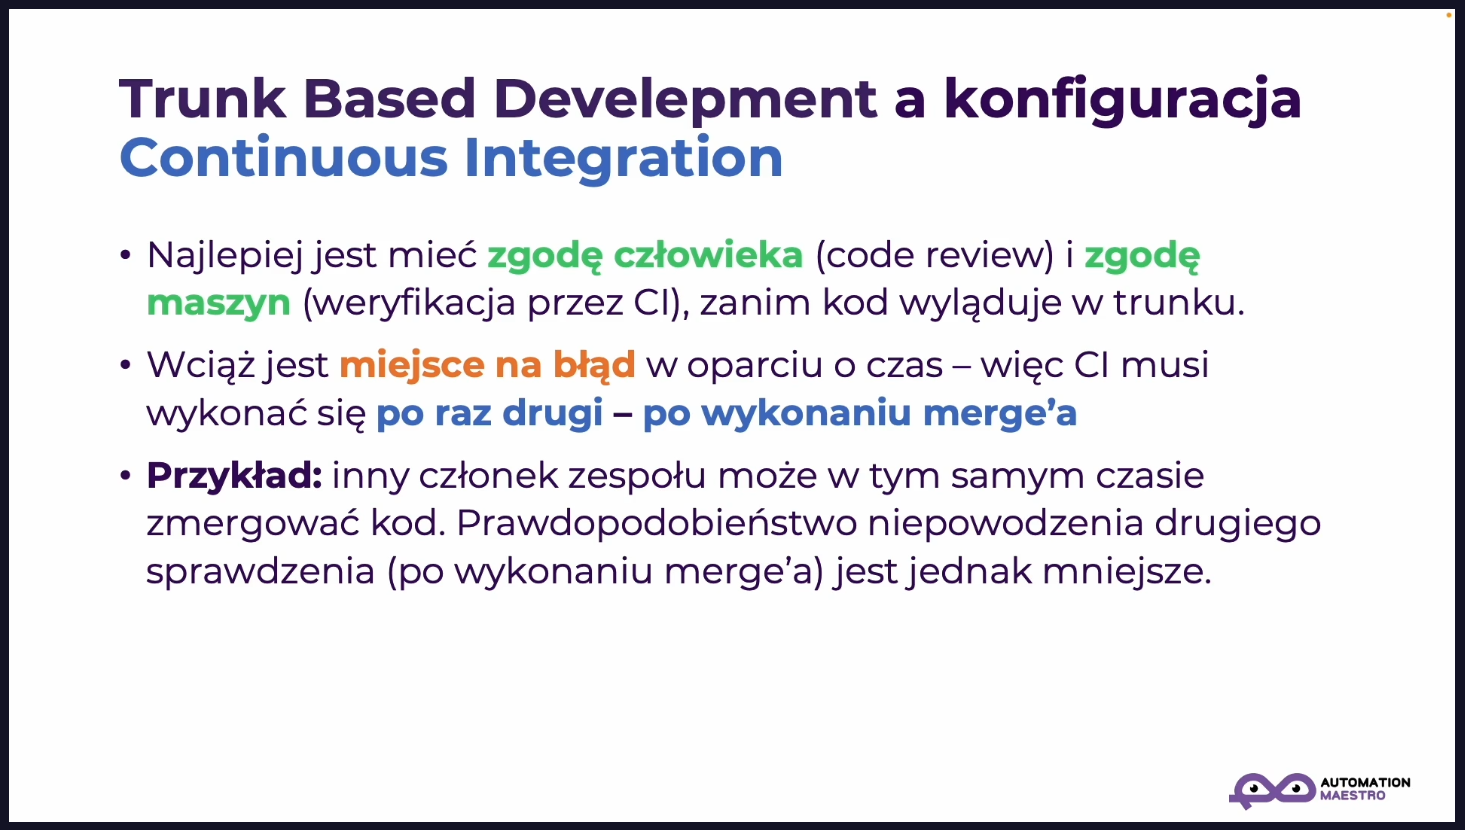 Trunk Based Develepment a konfiguracja
Continuous Integration
• Najlepiej jest mieć zgodę człowieka (code review) i zgodę
maszyn (weryfikacja przez CI), zanim kod wyląduje w trunku.
• Wciąż jest miejsce na błąd w oparciu o czas – więc CI musi
wykonać się po raz drugi – po wykonaniu merge’a
• Przykład: inny członek zespołu może w tym samym czasie
zmergować kod. Prawdopodobieństwo niepowodzenia drugiego
sprawdzenia (po wykonaniu merge’a) jest jednak mniejsze.
AUTOMATION
MAESTRO